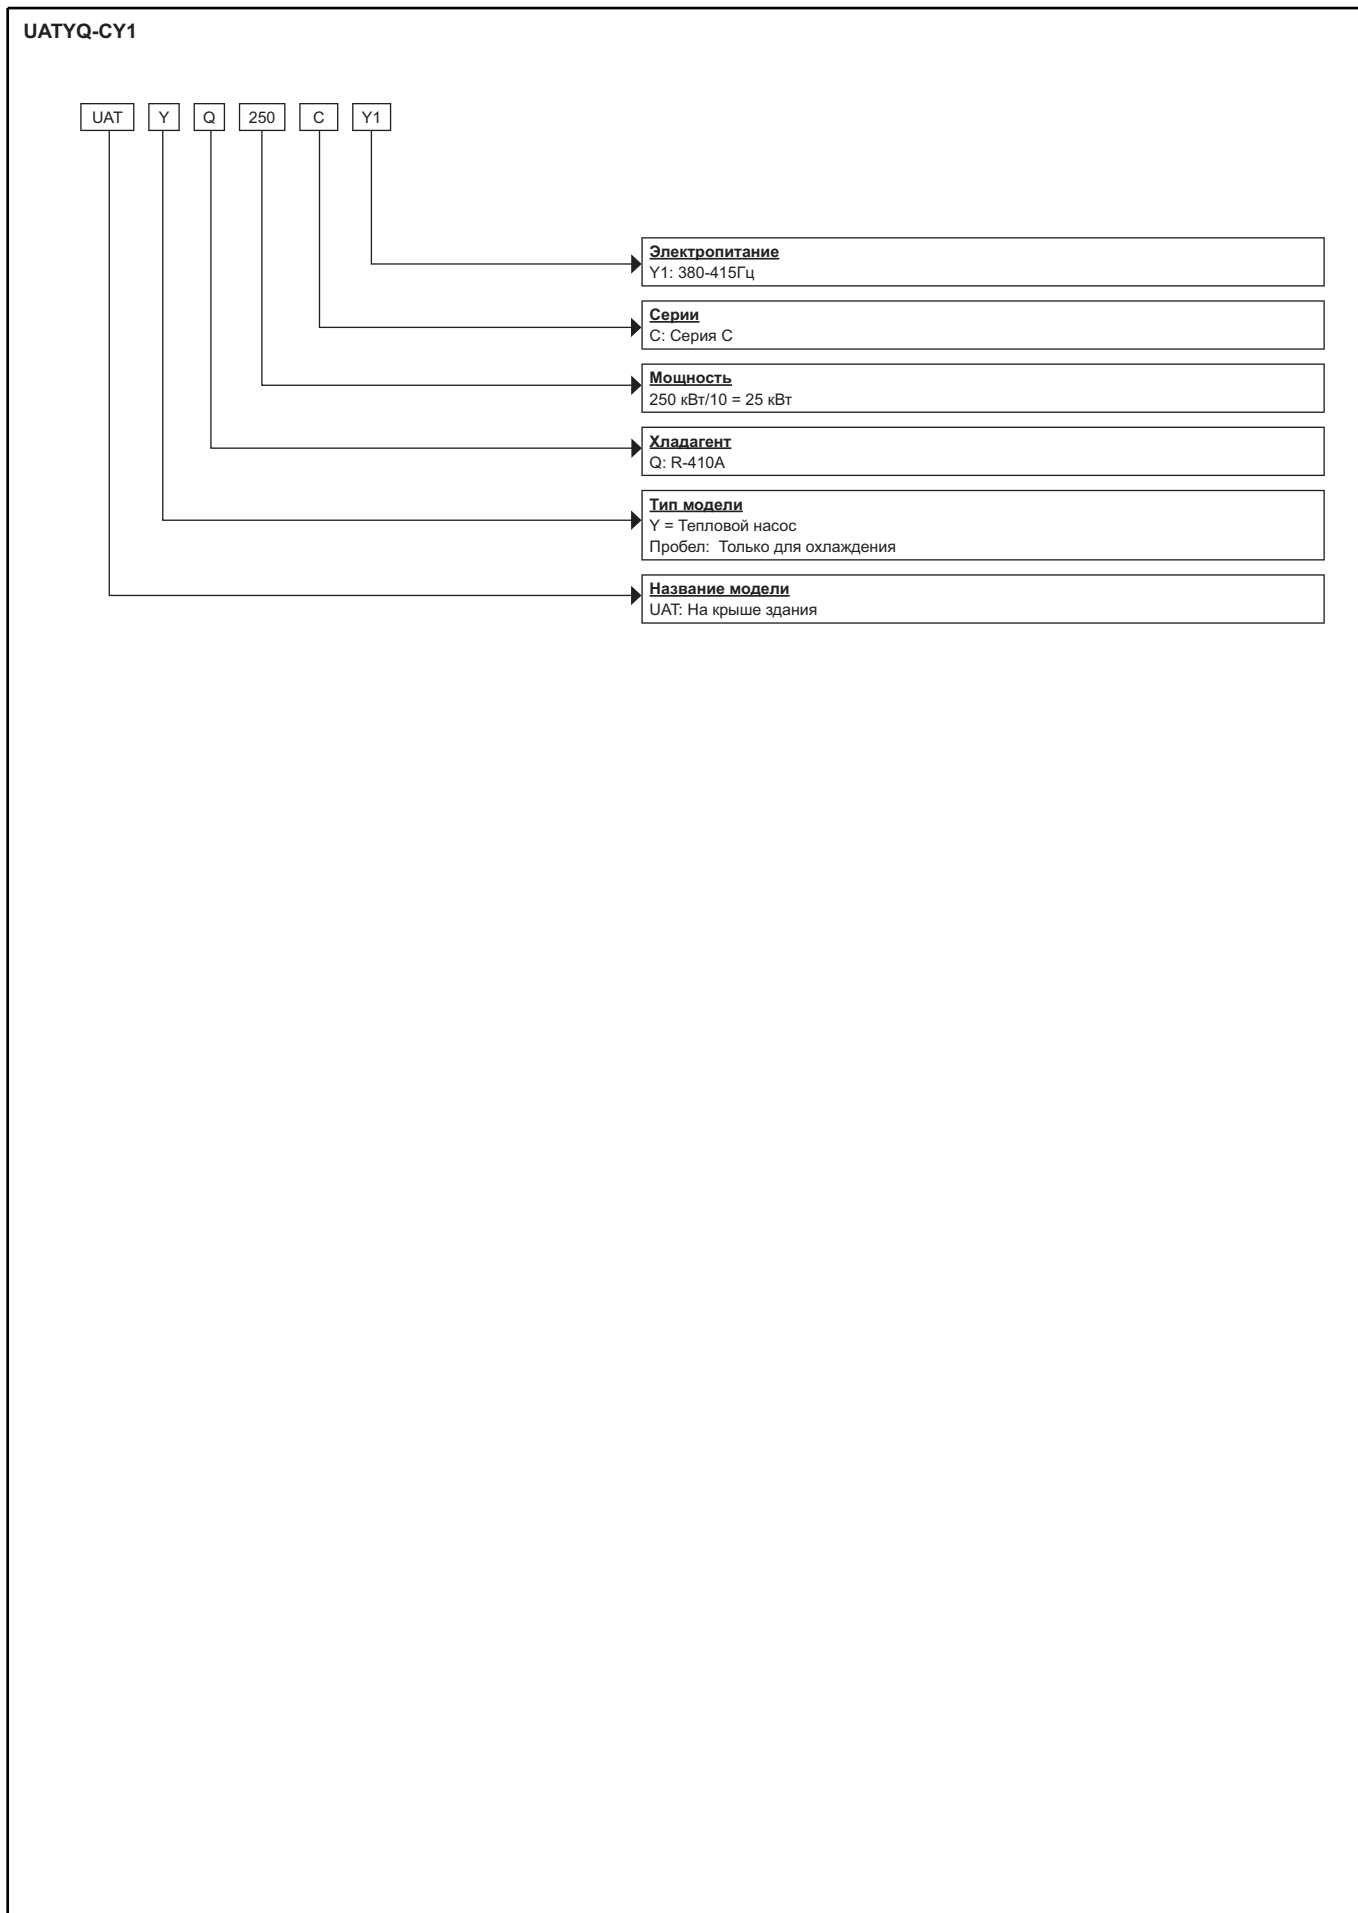 UATYQ-CY1
UAT Y Q 250 C Y1
Электропитание
Y1: 380-415Гц
Серии
C: Серия C
Мощность
250 кВт/10 = 25 кВт
Хладагент
Q: R-410A
Тип модели
Y = Тепловой насос
Пробел: Только для охлаждения
Название модели
UAT: На крыше здания